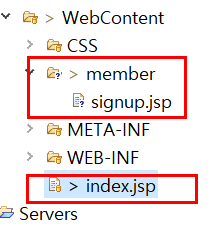 > WebContent
> CSS
> > member
signup.jsp
> META-INF
> WEB-INF
> index.jsp
Servers